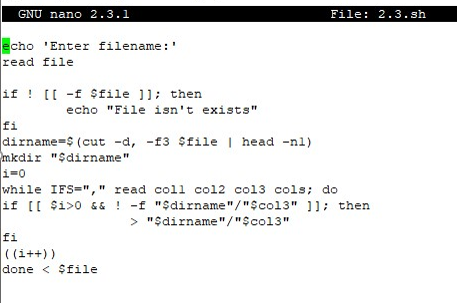 GNU nano 2.3.1 File: 2.3.sh
echo 'Enter filename:'
read file
if ! [[ -f $file ]]; then
echo "File isn't exists"
fi
dirname=$(cut -d, -f3 $file | head -n1)
mkdir "$dirname"
i=0
while IFS="," read col1 col2 col3 cols; do
if [[ $i>0 && ! -f "$dirname"/"$col3" ]]; then
> "$dirname"/"$col3"
fi
((i++))
done < $file